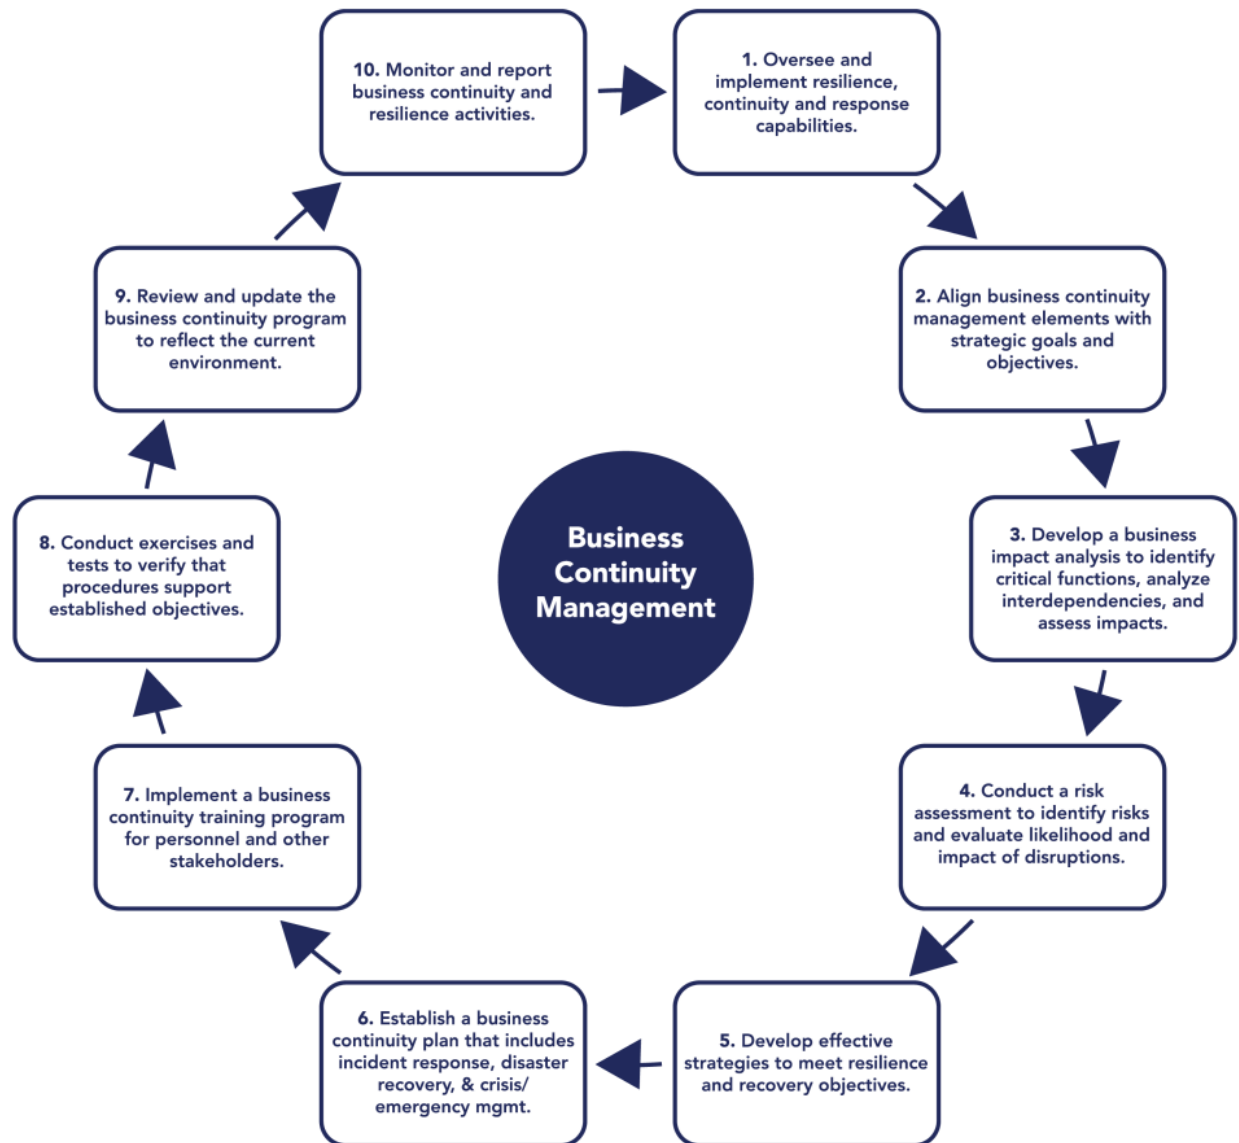 10. Monitor and report
business continuity and
resilience activities.
1. Oversee and
implement resilience,
continuity and response
capabilities.
9. Review and update the
business continuity program
to reflect the current
environment.
2. Align business continuity
management elements with
strategic goals and
objectives.
8. Conduct exercises and
tests to verify that
procedures support
established objectives.
Business
Continuity
Management
3. Develop a business
impact analysis to identify
critical functions, analyze
interdependencies, and
assess impacts.
7. Implement a business
continuity training program
for personnel and other
stakeholders.
4. Conduct a risk
assessment to identify risks
and evaluate likelihood and
impact of disruptions.
6. Establish a business
continuity plan that includes
incident response, disaster
recovery, & crisis/
emergency mgmt.
5. Develop effective
strategies to meet resilience
and recovery objectives.